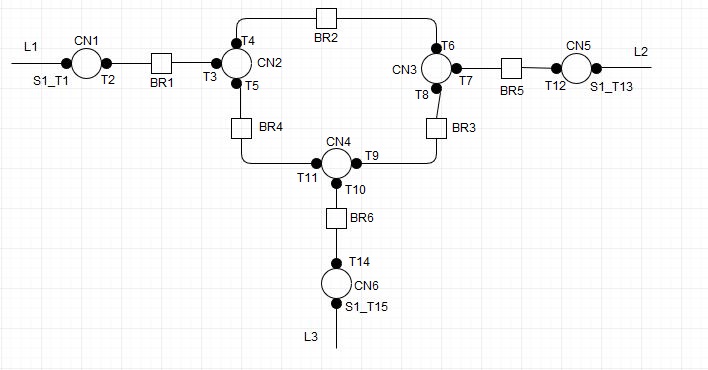 BR2
L1
CN1
T4
T6
CN5
L2
CN2
CN3
S1_T1
T2
BR1
T3
T5
T8
T7
BR5
T12
S1_T13
BR4
BR3
CN4
T9
T11
T10
BR6
T14
CN6
S1_T15
L3